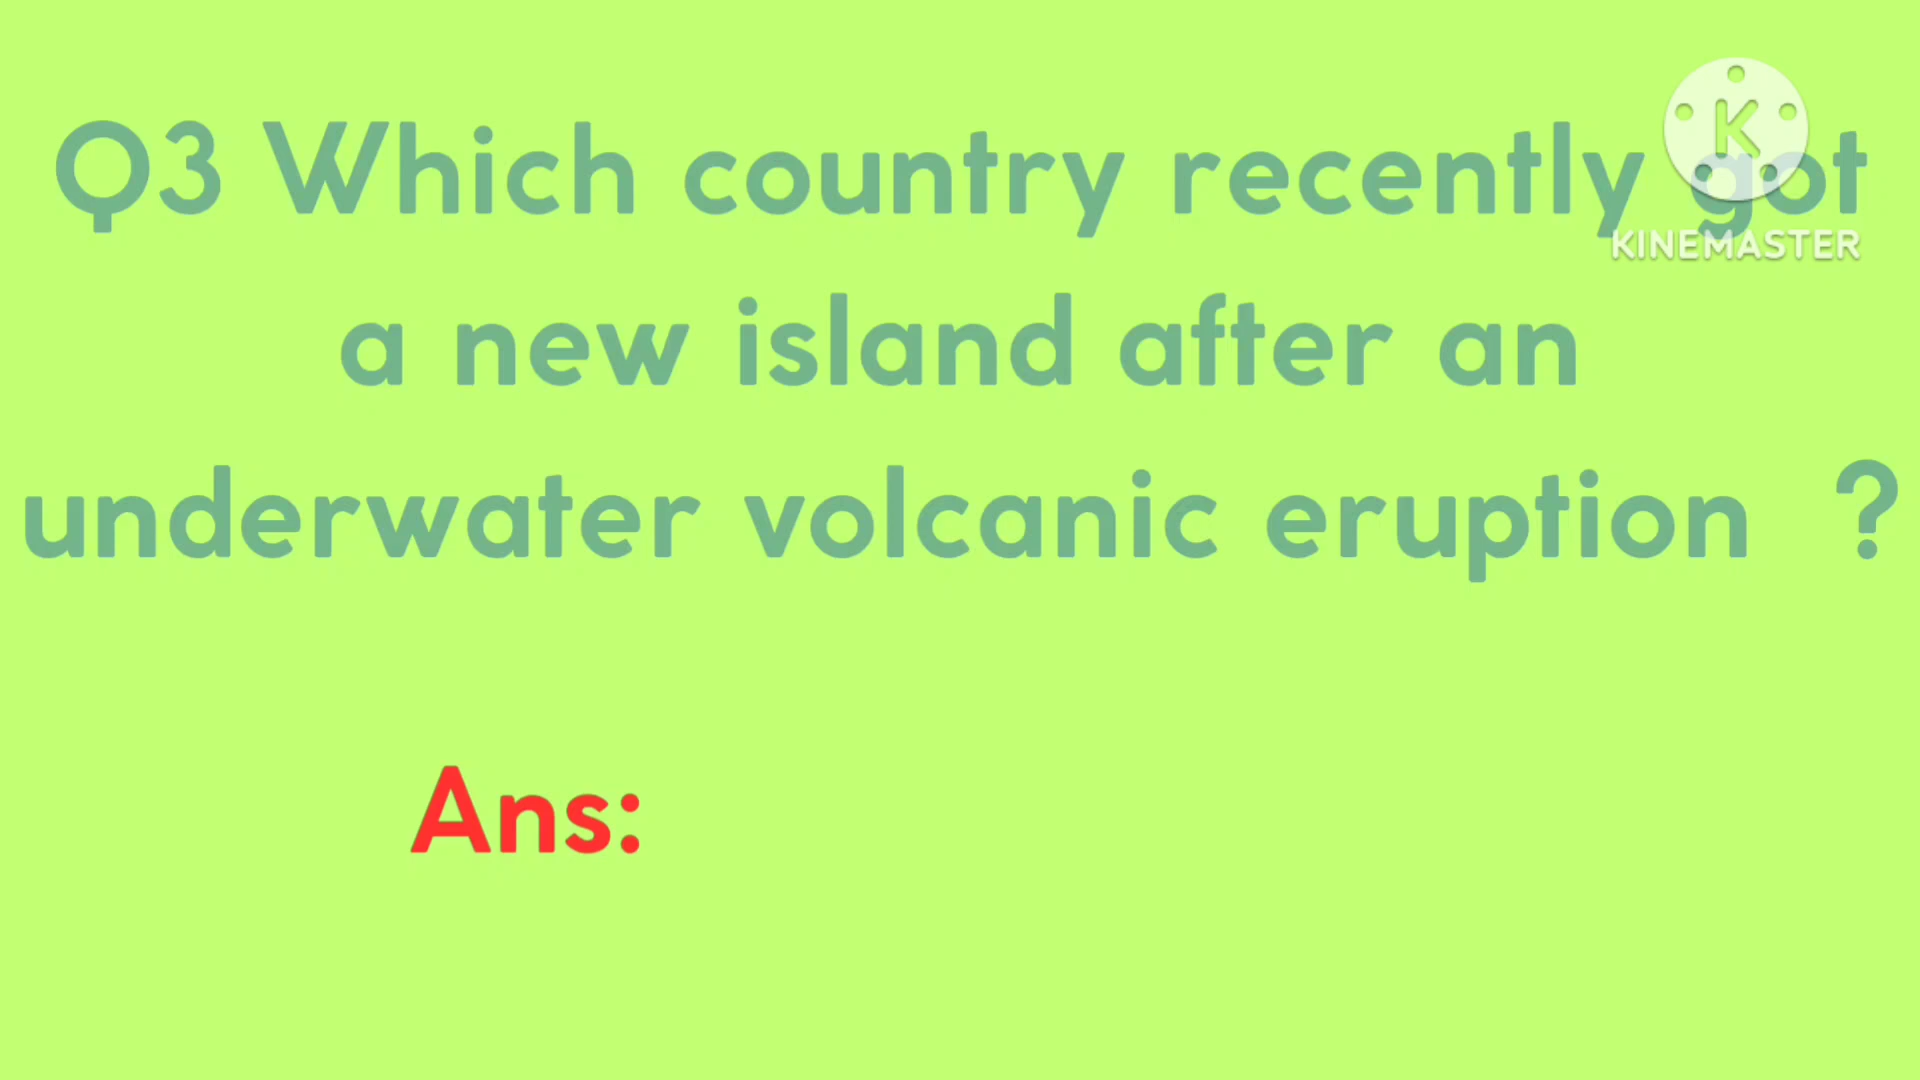 Q3 Which country recently got
KINEMASTER
a new island after an
underwater volcanic eruption ?
Ans: